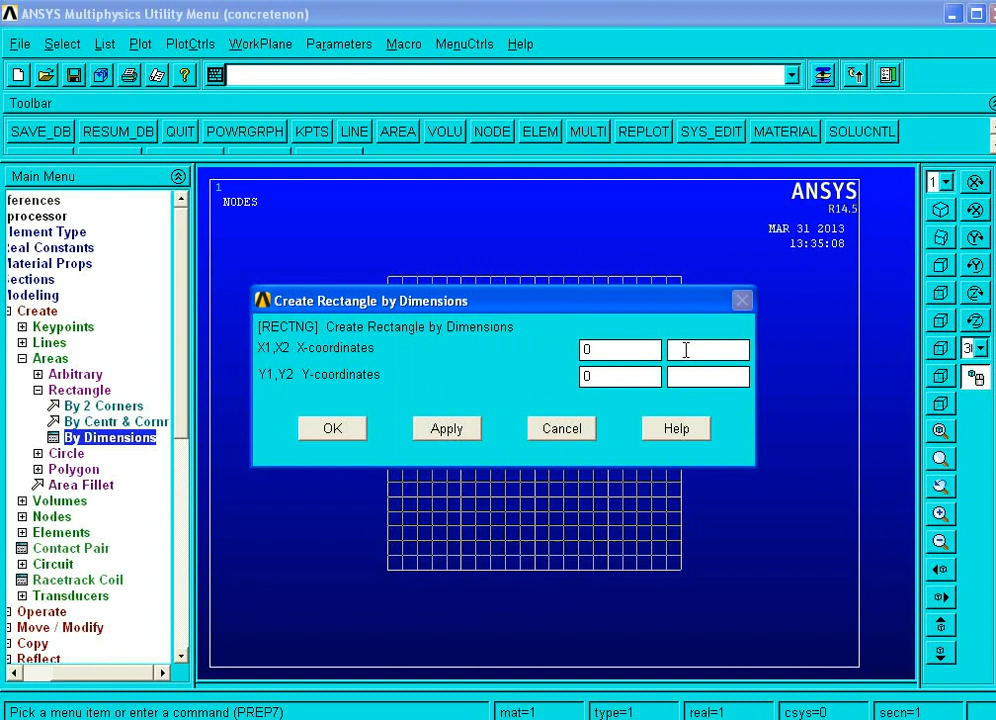 ANSYS Multiphysics Utility Menu (concretenon)
File Select List Plot PlotCtrls WorkPlane Parameters Macro MenuCtrls Help
Toolbar
SAVE_DB RESUM_DB QUIT POWRGRPH KPTS LINE AREA VOLU NODE ELEM MULTI REPLOT SYS_EDIT MATERIAL SOLUCNTL
Main Menu
ferences
processor
lement Type
eal Constants
laterial Props
ections
lodeling
Create
Keypoints
Lines
Areas
Arbitrary
Rectangle
By 2 Corners
By Centr & Cornr
By Dimensions
Circle
Polygon
Area Fillet
Volumes
Nodes
Elements
Contact Pair
Circuit
Racetrack Coil
Transducers
Operate
Move / Modify
Copy
Reflect
1
NODES
ANSYS
R14.5
MAR 31 2013
13:35:08
Create Rectangle by Dimensions
[RECTNG] Create Rectangle by Dimensions
X1,X2 X-coordinates 0
Y1,Y2 Y-coordinates 0
OK Apply Cancel Help
1
3
Pick a menu item or enter a command (PREP7) mat=1 type=1 real=1 csys=0 secn=1